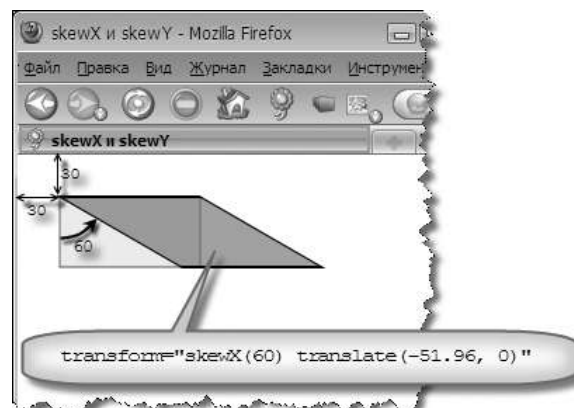 skewX и skewY - Mozilla Firefox
Файл Правка Вид Журнал Закладки Инструмен
skewX и skewY
30
30
60
transform="skewX(60) translate(-51.96, 0)"